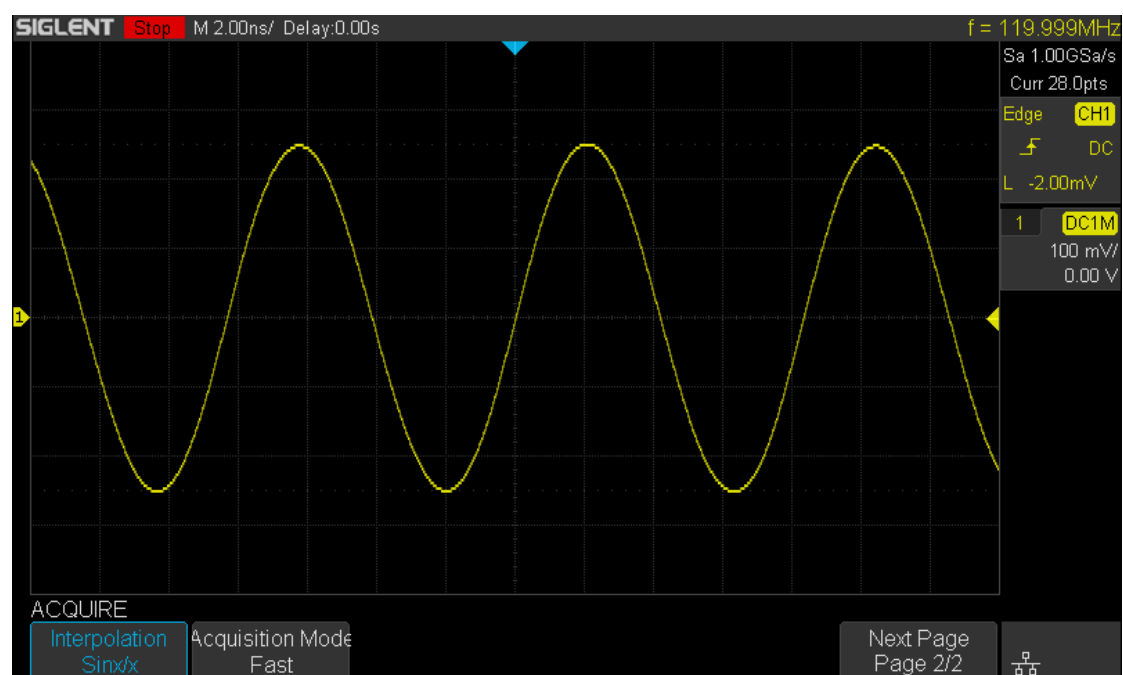 SIGLENT Stop M 2.00ns/ Delay:0.00s f = 119.999MHz
Sa 1.00GSa/s
Curr 28.0pts
Edge CH1
DC
L -2.00mV
1 DC1M
100 mV/
0.00 V
1
ACQUIRE
Interpolation Acquisition Mode Next Page
Sinx/x Fast Page 2/2